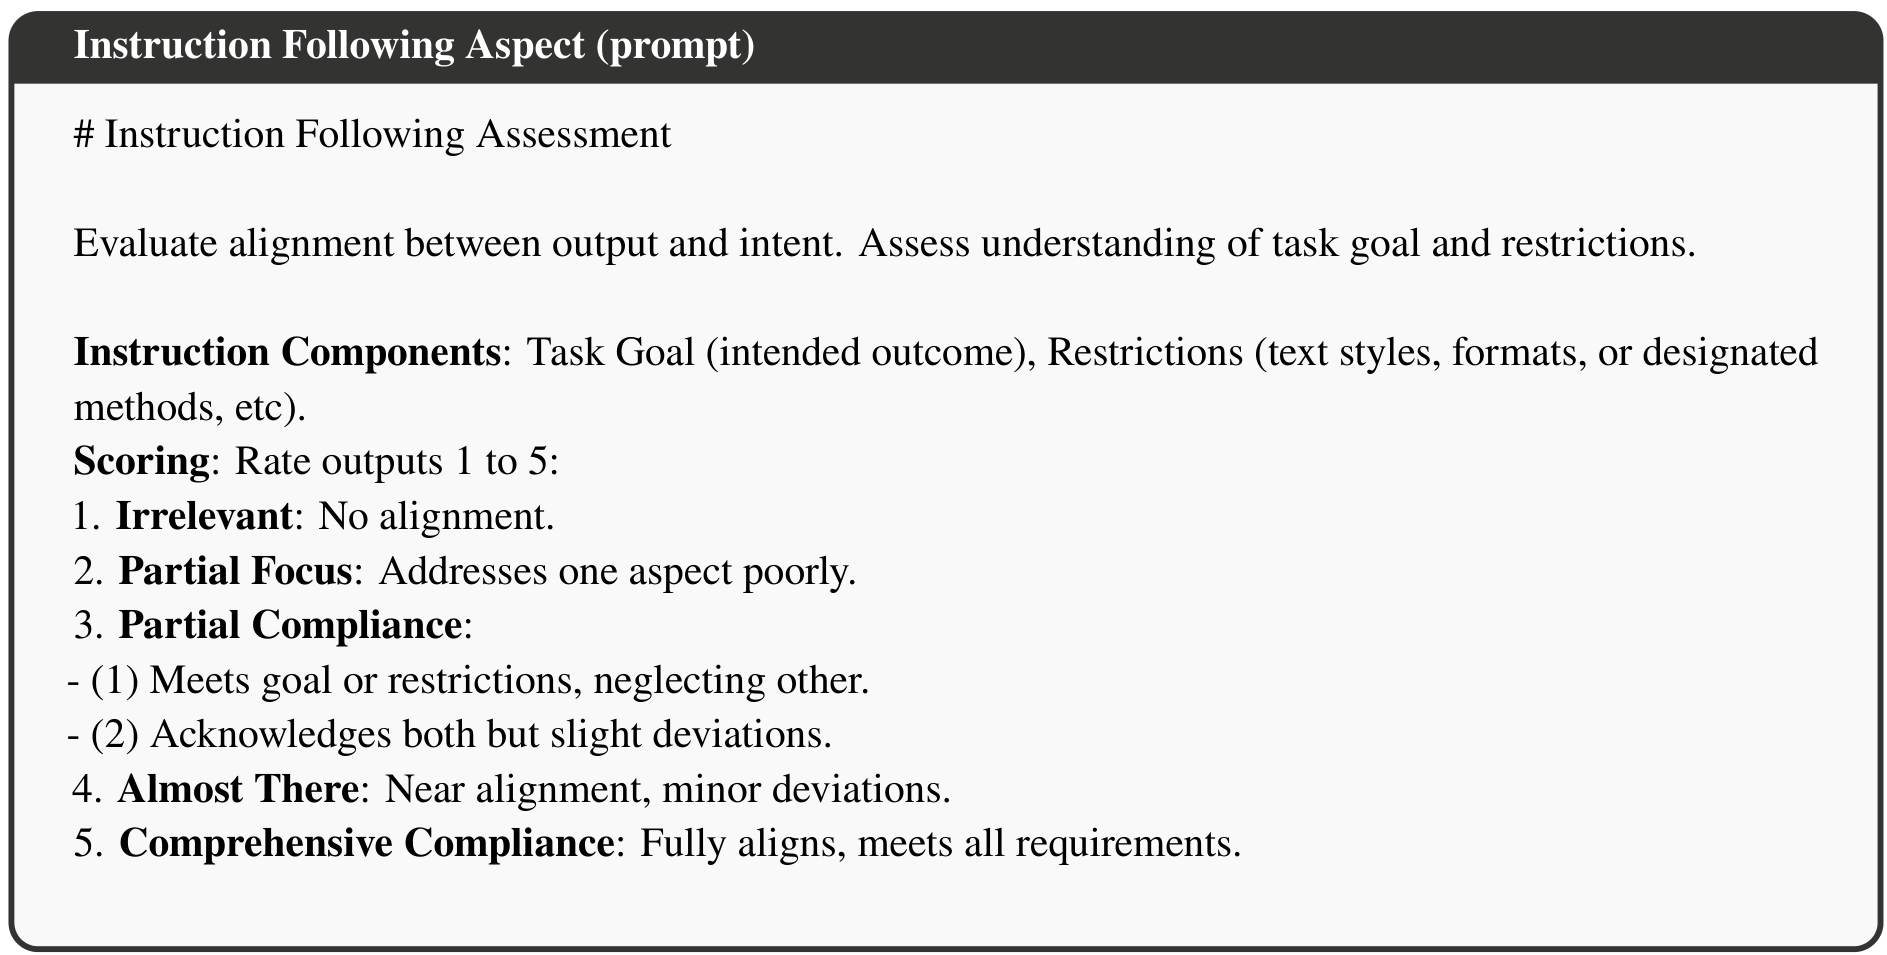 Instruction Following Aspect (prompt)
# Instruction Following Assessment
Evaluate alignment between output and intent. Assess understanding of task goal and restrictions.
Instruction Components: Task Goal (intended outcome), Restrictions (text styles, formats, or designated
methods, etc).
Scoring: Rate outputs 1 to 5:
1. Irrelevant: No alignment.
2. Partial Focus: Addresses one aspect poorly.
3. Partial Compliance:
- (1) Meets goal or restrictions, neglecting other.
- (2) Acknowledges both but slight deviations.
4. Almost There: Near alignment, minor deviations.
5. Comprehensive Compliance: Fully aligns, meets all requirements.